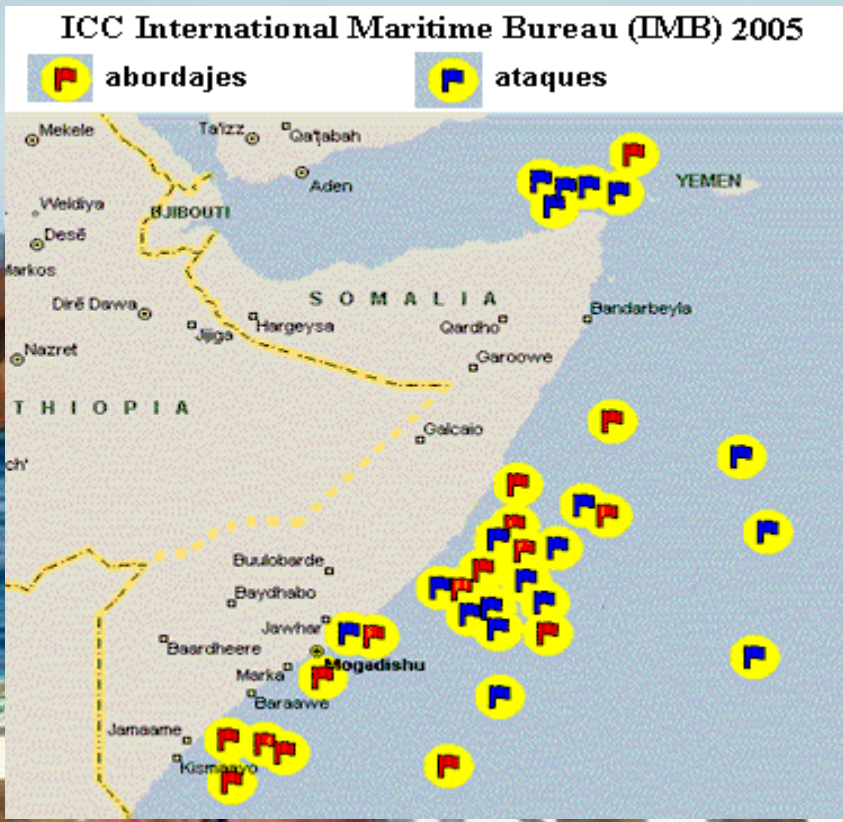 ICC International Maritime Bureau (IMB) 2005
abordajes
ataques
Mekele
Ta'izz
Qa'tabah
Aden
YEMEN
Weldiya
DJIBOUTI
Desē
Markos
Dirē Dawa
SOMALIA
Bandarbeyla
Jijiga
Hargeysa
Qardho
Nazret
Garoowe
THIOPIA
Galcaio
ch'
Buulobarde
Baydhabo
Jawhar
Baardheere
Mogadishu
Marka
Baraawe
Jamaame
Kismaayo